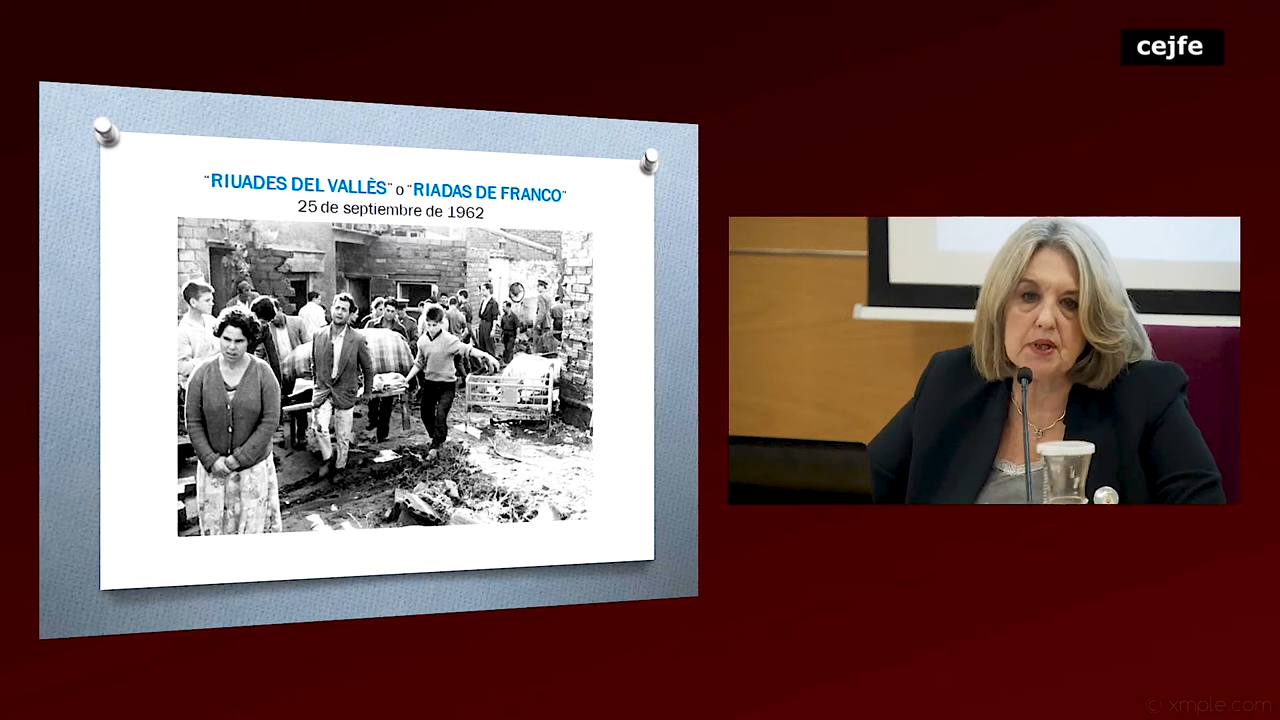 cejfe
"RIUADES DEL VALLÈS" o "RIADAS DE FRANCO"
25 de septiembre de 1962
© xmple.com